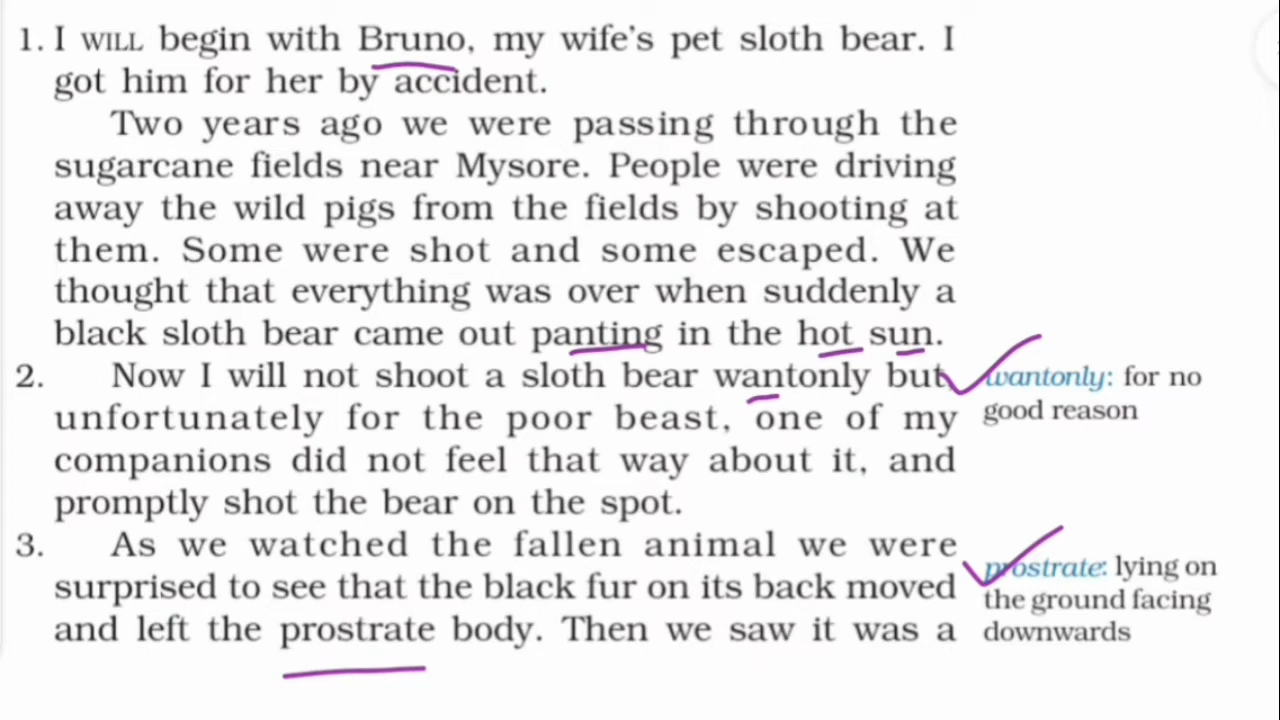 1. I WILL begin with Bruno, my wife's pet sloth bear. I
got him for her by accident.
Two years ago we were passing through the
sugarcane fields near Mysore. People were driving
away the wild pigs from the fields by shooting at
them. Some were shot and some escaped. We
thought that everything was over when suddenly a
black sloth bear came out panting in the hot sun.
2. Now I will not shoot a sloth bear wantonly but,
unfortunately for the poor beast, one of my
companions did not feel that way about it, and
promptly shot the bear on the spot.
3. As we watched the fallen animal we were
surprised to see that the black fur on its back moved
and left the prostrate body. Then we saw it was a
wantonly: for no
good reason
prostrate: lying on
the ground facing
downwards